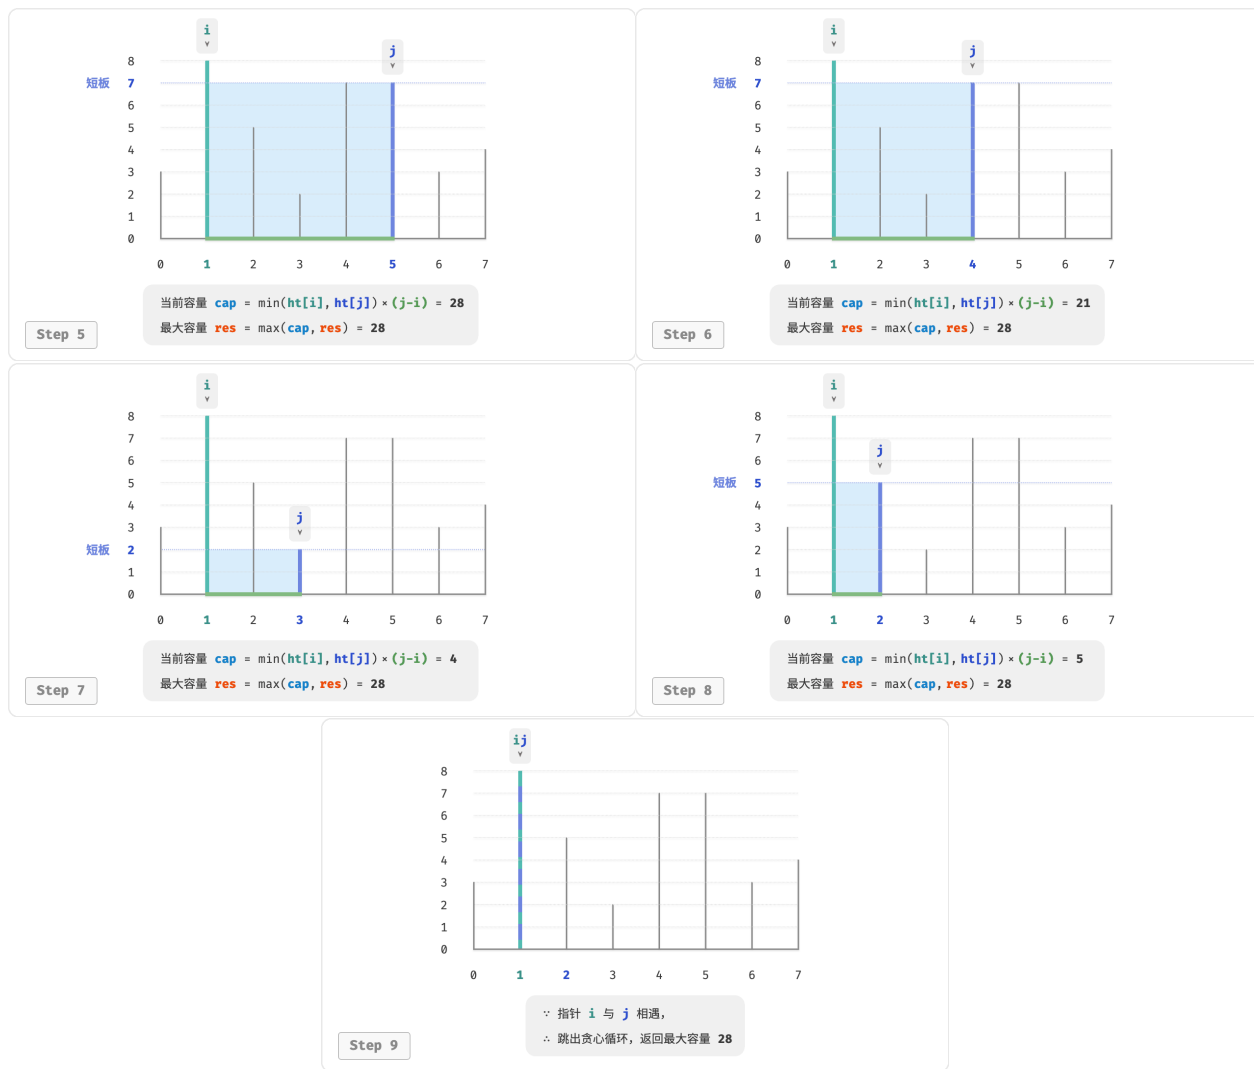 i
j
8
短板 7
6
5
4
3
2
1
0
0 1 2 3 4 5 6 7
当前容量 cap = min(ht[i], ht[j]) × (j-i) = 28
最大容量 res = max(cap, res) = 28
Step 5
i
j
8
短板 7
6
5
4
3
2
1
0
0 1 2 3 4 5 6 7
当前容量 cap = min(ht[i], ht[j]) × (j-i) = 21
最大容量 res = max(cap, res) = 28
Step 6
i
8
7
6
5
4
j
3
短板 2
1
0
0 1 2 3 4 5 6 7
当前容量 cap = min(ht[i], ht[j]) × (j-i) = 4
最大容量 res = max(cap, res) = 28
Step 7
i
8
7
j
6
短板 5
4
3
2
1
0
0 1 2 3 4 5 6 7
当前容量 cap = min(ht[i], ht[j]) × (j-i) = 5
最大容量 res = max(cap, res) = 28
Step 8
ij
8
7
6
5
4
3
2
1
0
0 1 2 3 4 5 6 7
∵ 指针 i 与 j 相遇，
∴ 跳出贪心循环，返回最大容量 28
Step 9